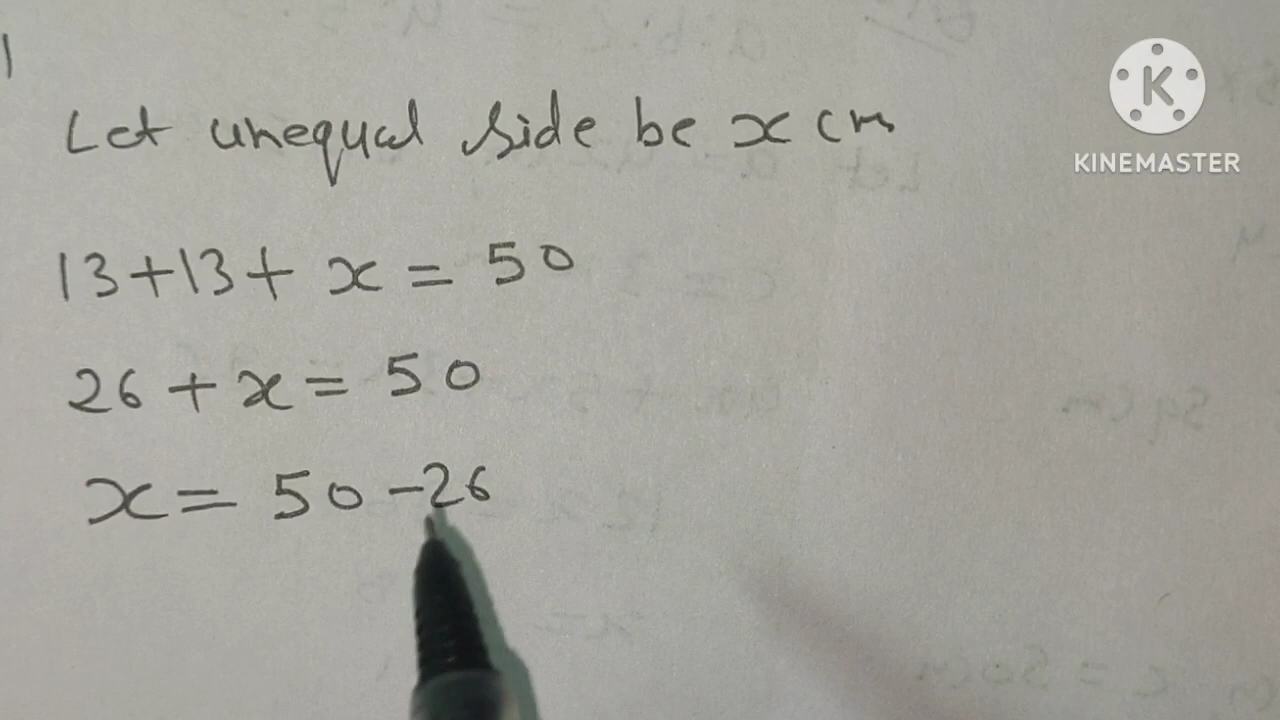 Let unequal side be x cm
13+13+ x = 50
26 + x = 50
x = 50 -26
K
KINEMASTER